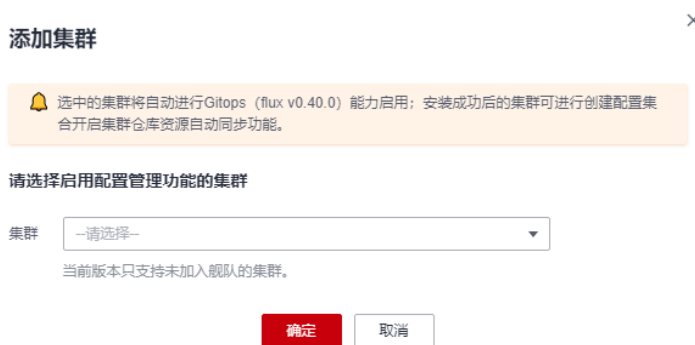 添加集群
选中的集群将自动进行Gitops（flux v0.40.0）能力启用；安装成功后的集群可进行创建配置集
合开启集群仓库资源自动同步功能。
请选择启用配置管理功能的集群
集群 --请选择--
当前版本只支持未加入舰队的集群。
确定 取消